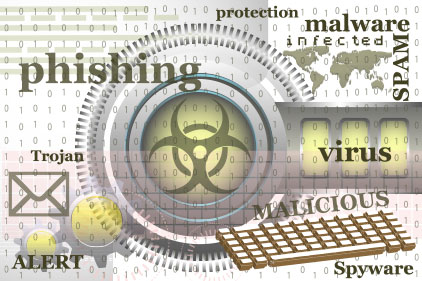 protection
malware
infected
SPAM
phishing
virus
Trojan
MALICIOUS
ALERT
Spyware